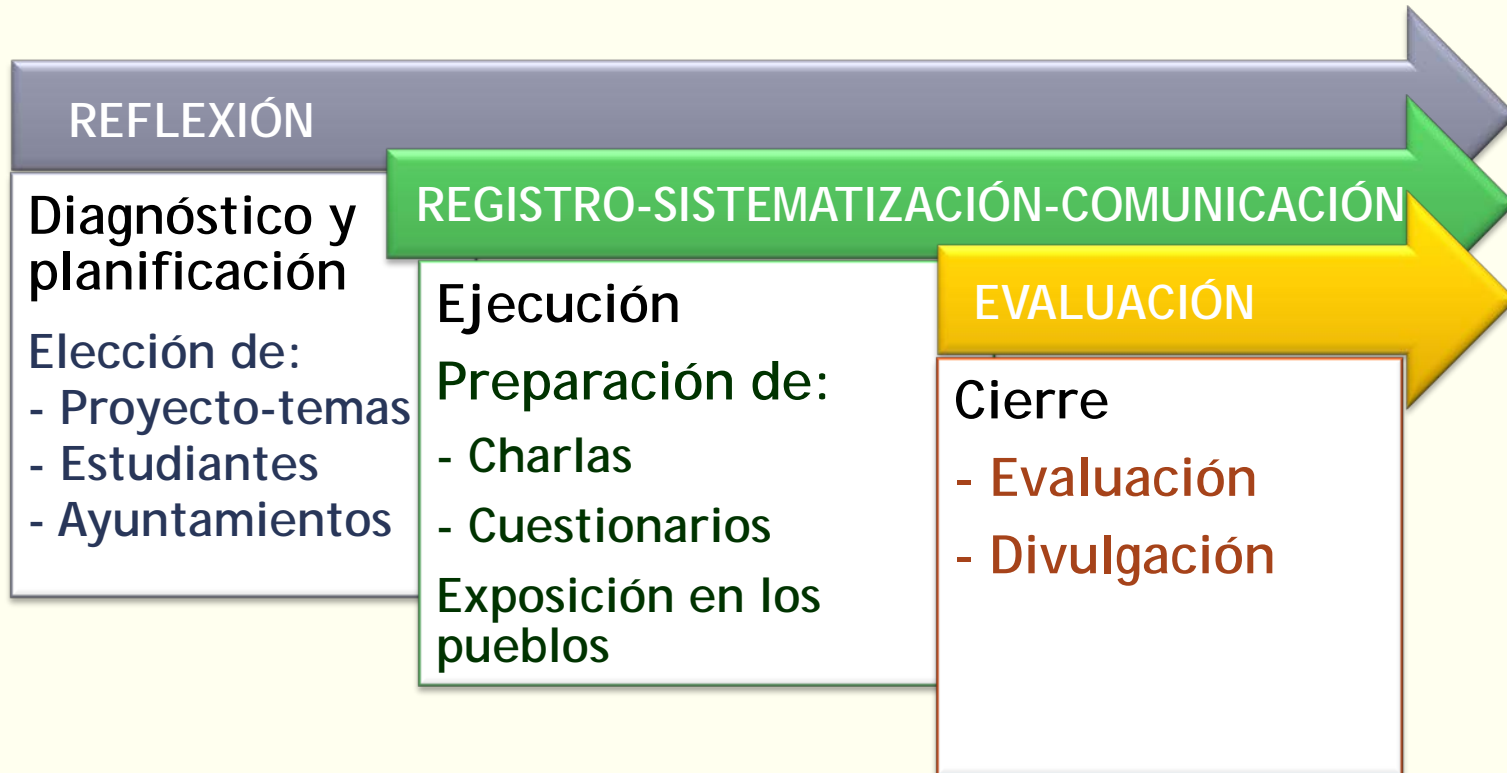 REFLEXIÓN
Diagnóstico y
planificación
Elección de:
- Proyecto-temas
- Estudiantes
- Ayuntamientos
REGISTRO-SISTEMATIZACIÓN-COMUNICACIÓN
Ejecución
Preparación de:
- Charlas
- Cuestionarios
Exposición en los
pueblos
EVALUACIÓN
Cierre
- Evaluación
- Divulgación